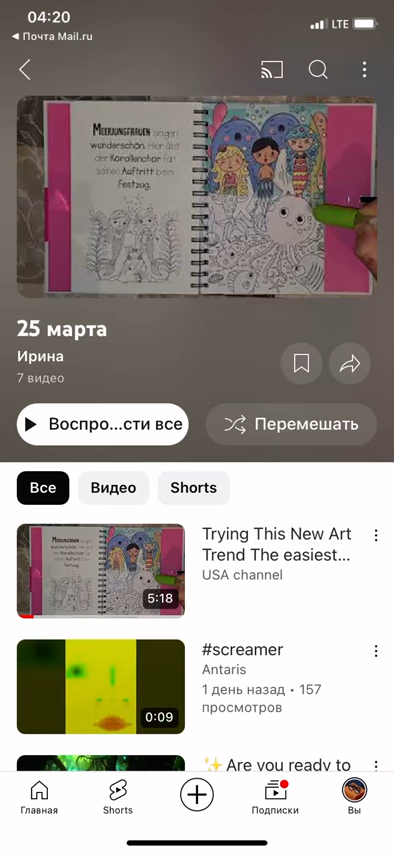 04:20
LTE
Почта Mail.ru
MEERJUNGFRAUEN singen
wunderschön. Hier übt
der Korallenchor für
seinen Auftritt beim
Festzug.
25 марта
Ирина
7 видео
Воспро...сти все
Перемешать
Все
Видео
Shorts
Trying This New Art
Trend The easiest...
USA channel
5:18
#screamer
Antaris
1 день назад • 157
просмотров
0:09
✨ Are you ready to
Главная
Shorts
Подписки
Вы